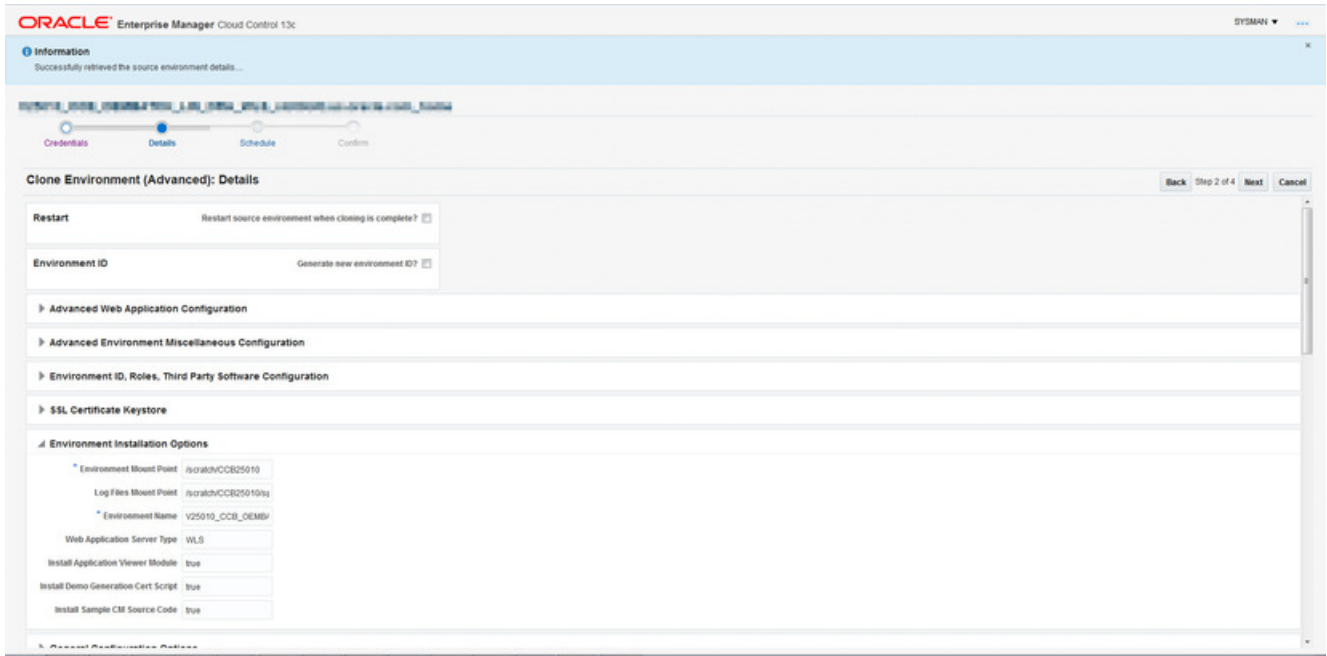 ORACLE Enterprise Manager Cloud Control 13c
SYSMAN
Information
Successfully retrieved the source environment details...
Credentials
Details
Schedule
Confirm
Clone Environment (Advanced): Details
Back Step 2 of 4 Next Cancel
Restart
Restart source environment when cloning is complete?
Environment ID
Generate new environment ID?
Advanced Web Application Configuration
Advanced Environment Miscellaneous Configuration
Environment ID, Roles, Third Party Software Configuration
SSL Certificate Keystore
Environment Installation Options
* Environment Mount Point /scratch/CCB25010
Log Files Mount Point /scratch/CCB25010/sp
* Environment Name V25010_CCB_OEMB
Web Application Server Type WLS
Install Application Viewer Module true
Install Demo Generation Cert Script true
Install Sample CM Source Code true
General Configuration Options